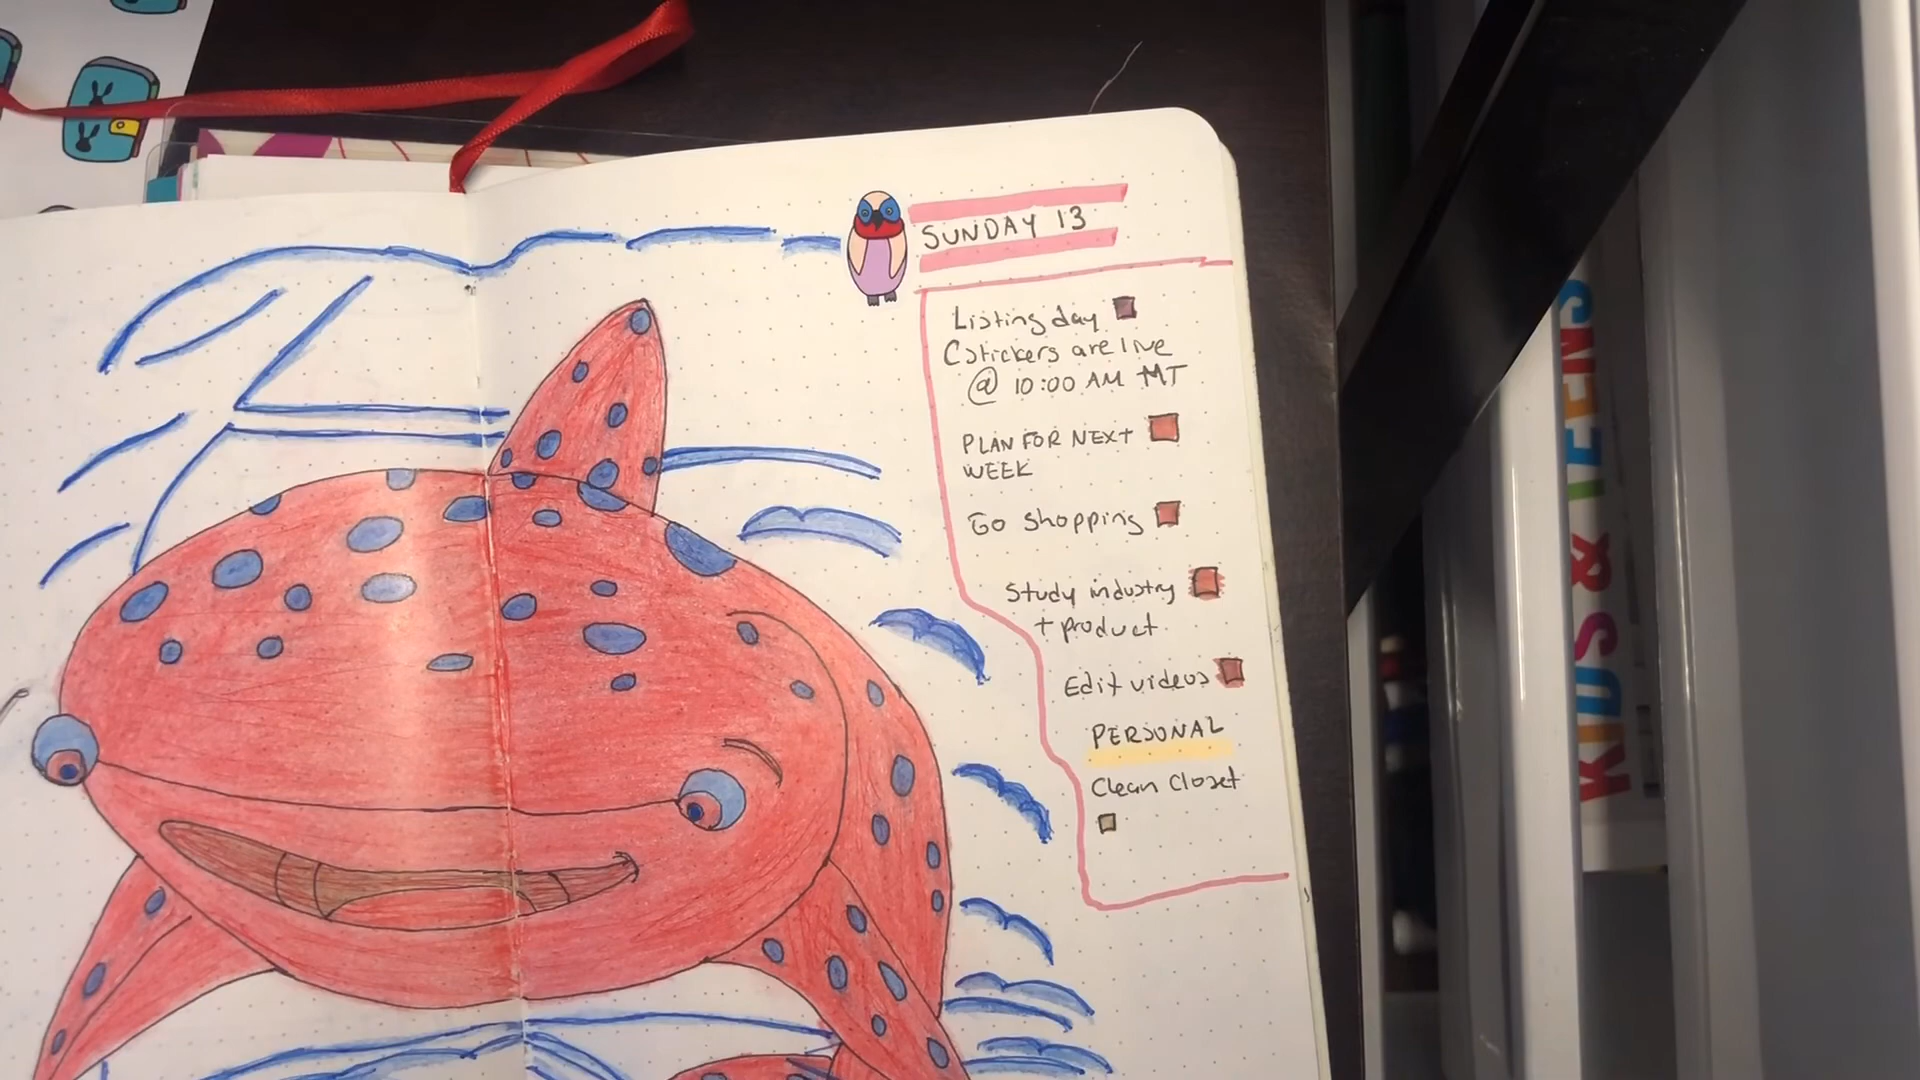 SUNDAY 13
Listing day
Cstickers are live
@ 10:00 AM MT
PLAN FOR NEXT
WEEK
Go shopping
Study industry
+ product
Edit videos
PERSONAL
Clean Closet
KIDS & TEENS